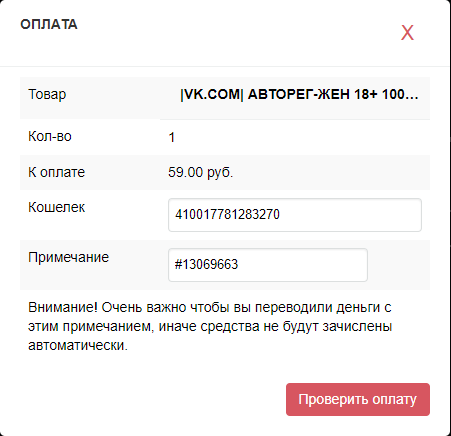 ОПЛАТА
X
Товар |VK.COM| АВТОРЕГ-ЖЕН 18+ 100...
Кол-во 1
К оплате 59.00 руб.
Кошелек 410017781283270
Примечание #13069663
Внимание! Очень важно чтобы вы переводили деньги с
этим примечанием, иначе средства не будут зачислены
автоматически.
Проверить оплату